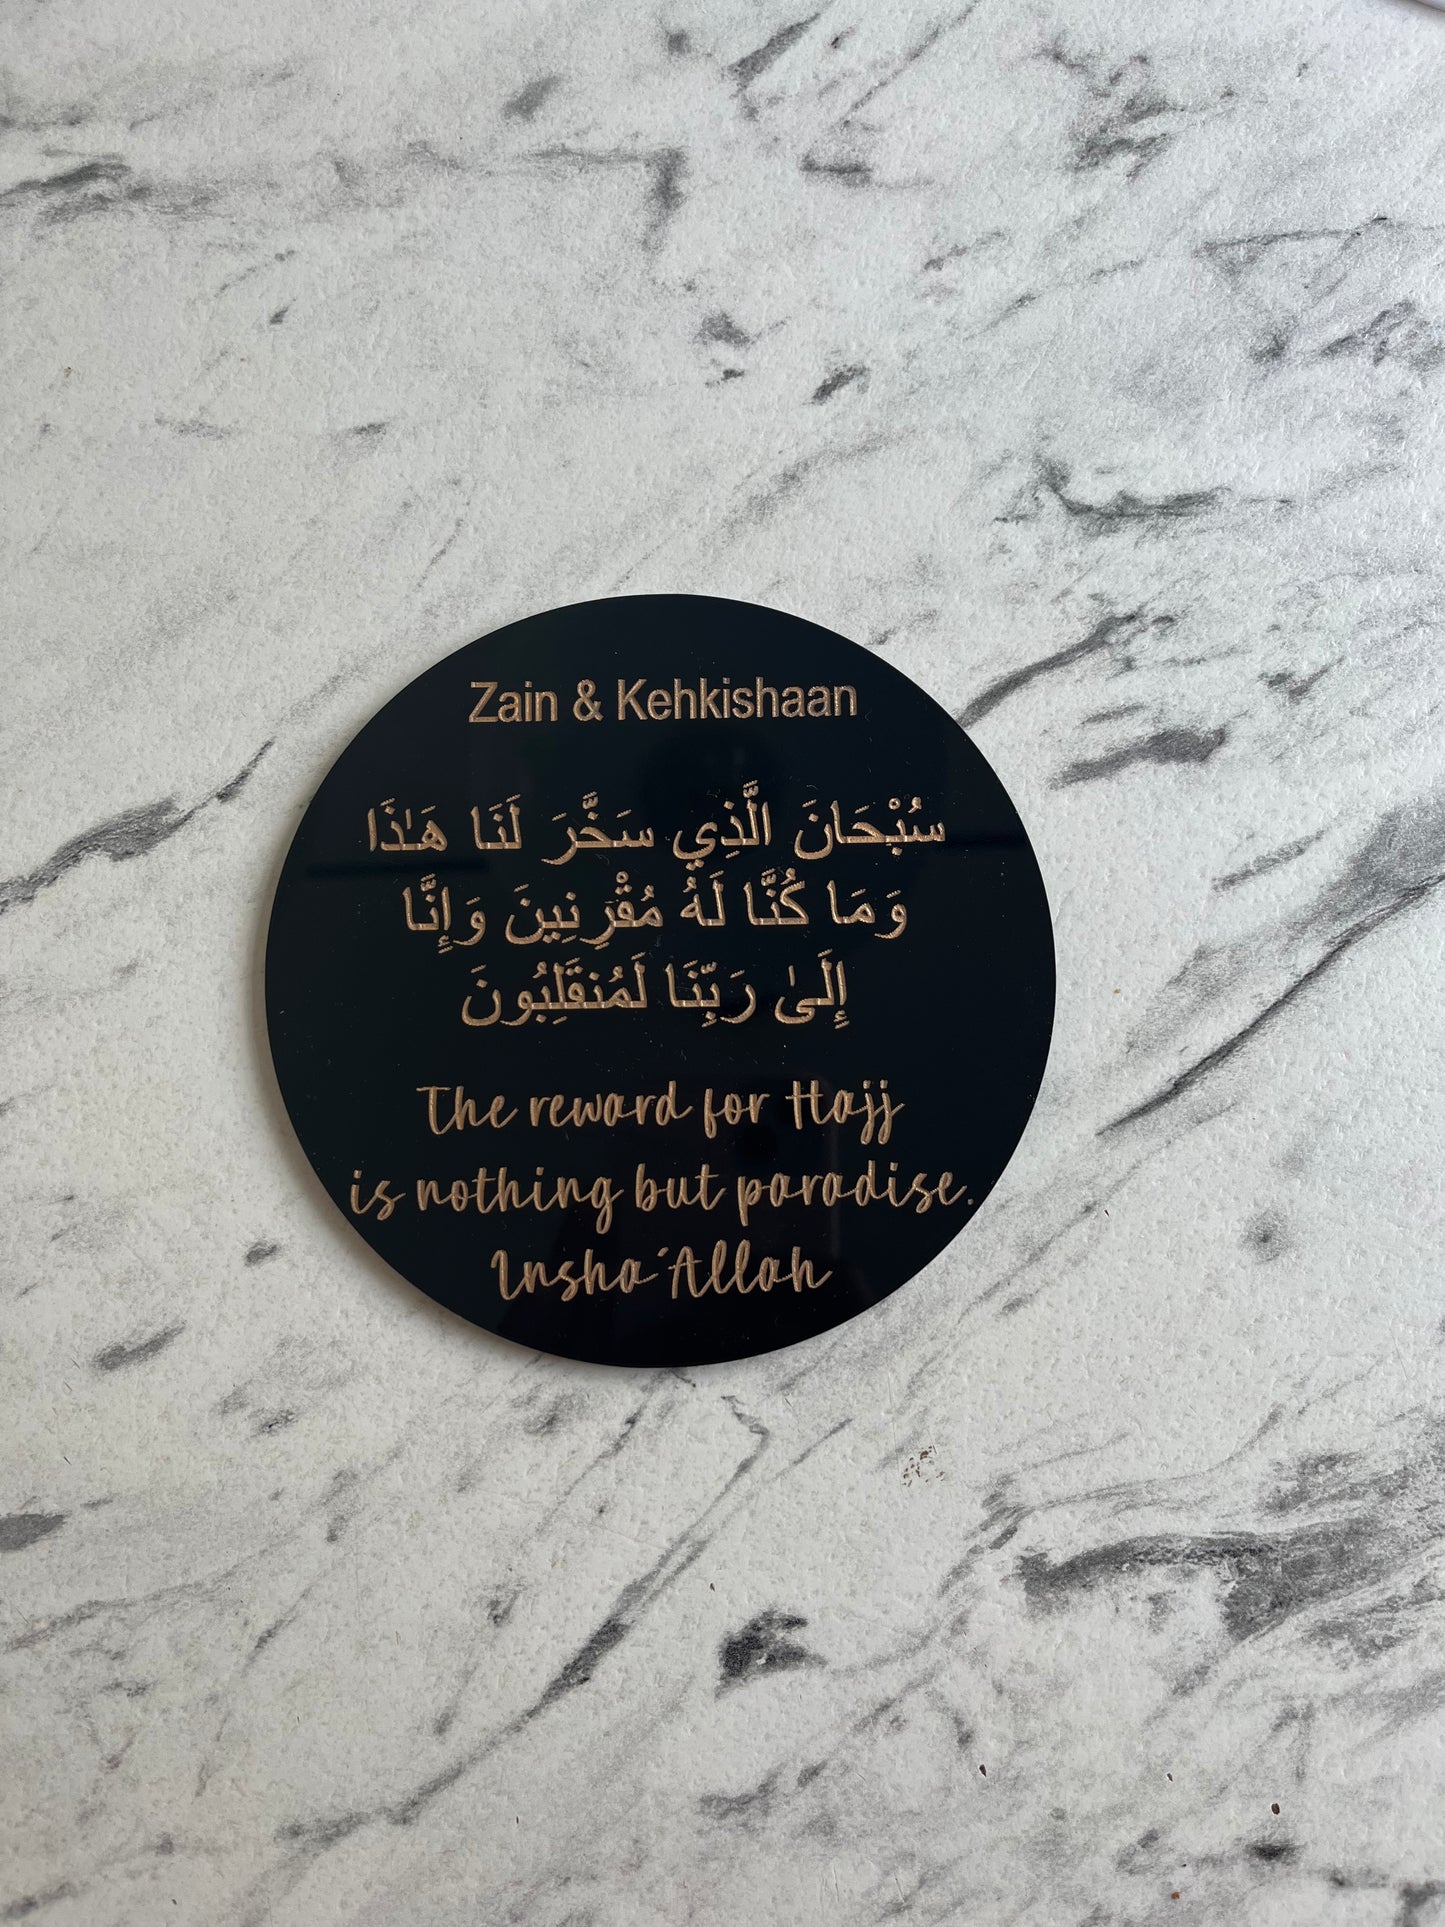 Zain & Kehkishaan
سُبْحَانَ الَّذِي سَخَّرَ لَنَا هَـٰذَا
وَمَا كُنَّا لَهُ مُقْرِنِينَ وَإِنَّا
إِلَىٰ رَبِّنَا لَمُنقَلِبُونَ
The reward for Hajj
is nothing but paradise.
Insha'Allah